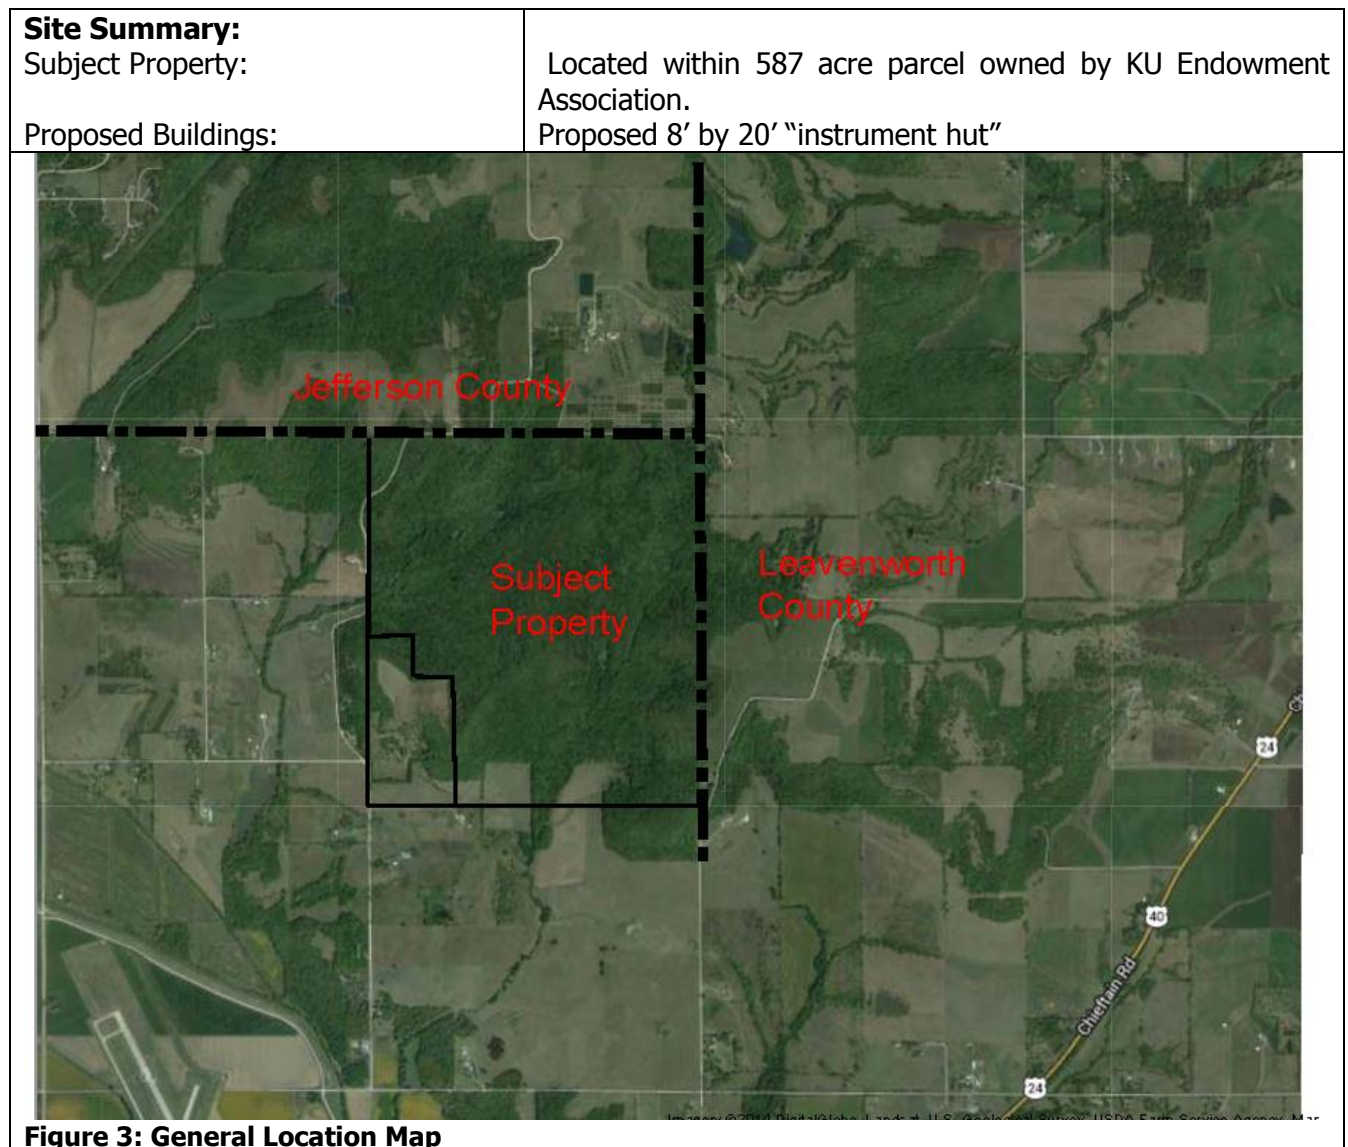 Site Summary:
Subject Property:
Located within 587 acre parcel owned by KU Endowment
Association.
Proposed Buildings:
Proposed 8’ by 20’ “instrument hut”
Jefferson County
Subject
Property
Leavenworth
County
24
40
Chieftain Rd
24
Figure 3: General Location Map